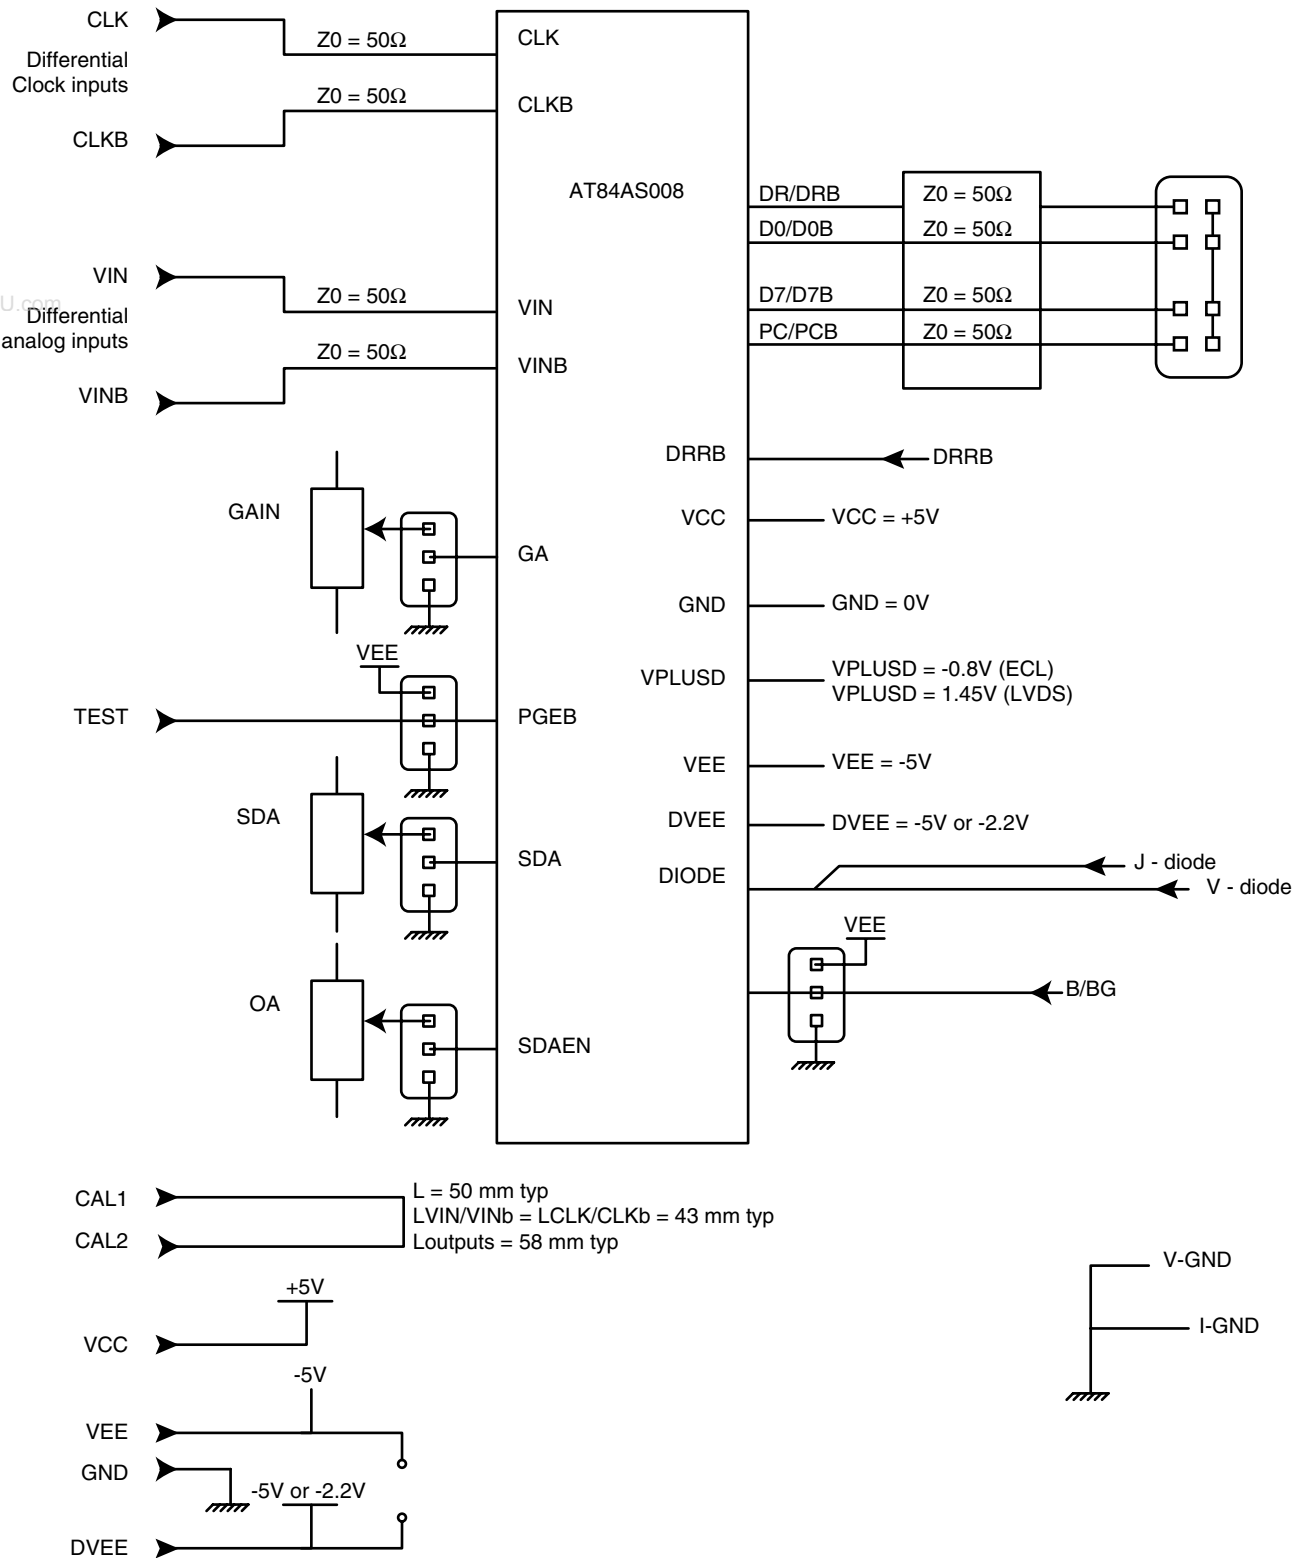 CLK
Differential
Clock inputs
CLKB
Z0 = 50Ω
Z0 = 50Ω
CLK
CLKB
AT84AS008
DR/DRB
Z0 = 50Ω
D0/D0B
Z0 = 50Ω
D7/D7B
Z0 = 50Ω
PC/PCB
Z0 = 50Ω
VIN
U.com
Differential
analog inputs
VINB
Z0 = 50Ω
Z0 = 50Ω
VIN
VINB
DRRB
DRRB
GAIN
GA
VCC
VCC = +5V
GND
GND = 0V
VEE
TEST
PGEB
VPLUSD
VPLUSD = -0.8V (ECL)
VPLUSD = 1.45V (LVDS)
VEE
VEE = -5V
SDA
SDA
DVEE
DVEE = -5V or -2.2V
DIODE
J - diode
V - diode
VEE
B/BG
OA
SDAEN
CAL1
CAL2
L = 50 mm typ
LVIN/VINb = LCLK/CLKb = 43 mm typ
Loutputs = 58 mm typ
+5V
VCC
-5V
VEE
GND
-5V or -2.2V
DVEE
V-GND
I-GND